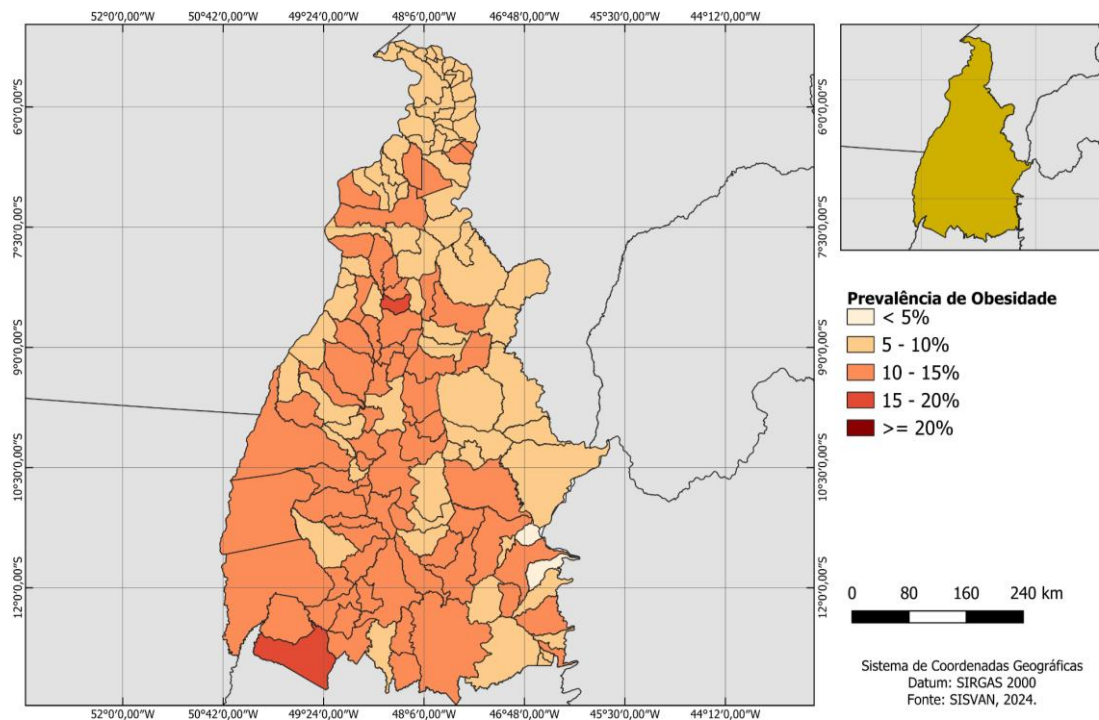 52°0'0,00"W 50°42'0,00"W 49°24'0,00"W 48°6'0,00"W 46°48'0,00"W 45°30'0,00"W 44°12'0,00"W
6°0'0,00"S 6°0'0,00"S
7°30'0,00"S 7°30'0,00"S
9°0'0,00"S 9°0'0,00"S
10°30'0,00"S 10°30'0,00"S
12°0'0,00"S 12°0'0,00"S
52°0'0,00"W 50°42'0,00"W 49°24'0,00"W 48°6'0,00"W 46°48'0,00"W 45°30'0,00"W 44°12'0,00"W
Prevalência de Obesidade
< 5%
5 - 10%
10 - 15%
15 - 20%
>= 20%
0 80 160 240 km
Sistema de Coordenadas Geográficas
Datum: SIRGAS 2000
Fonte: SISVAN, 2024.